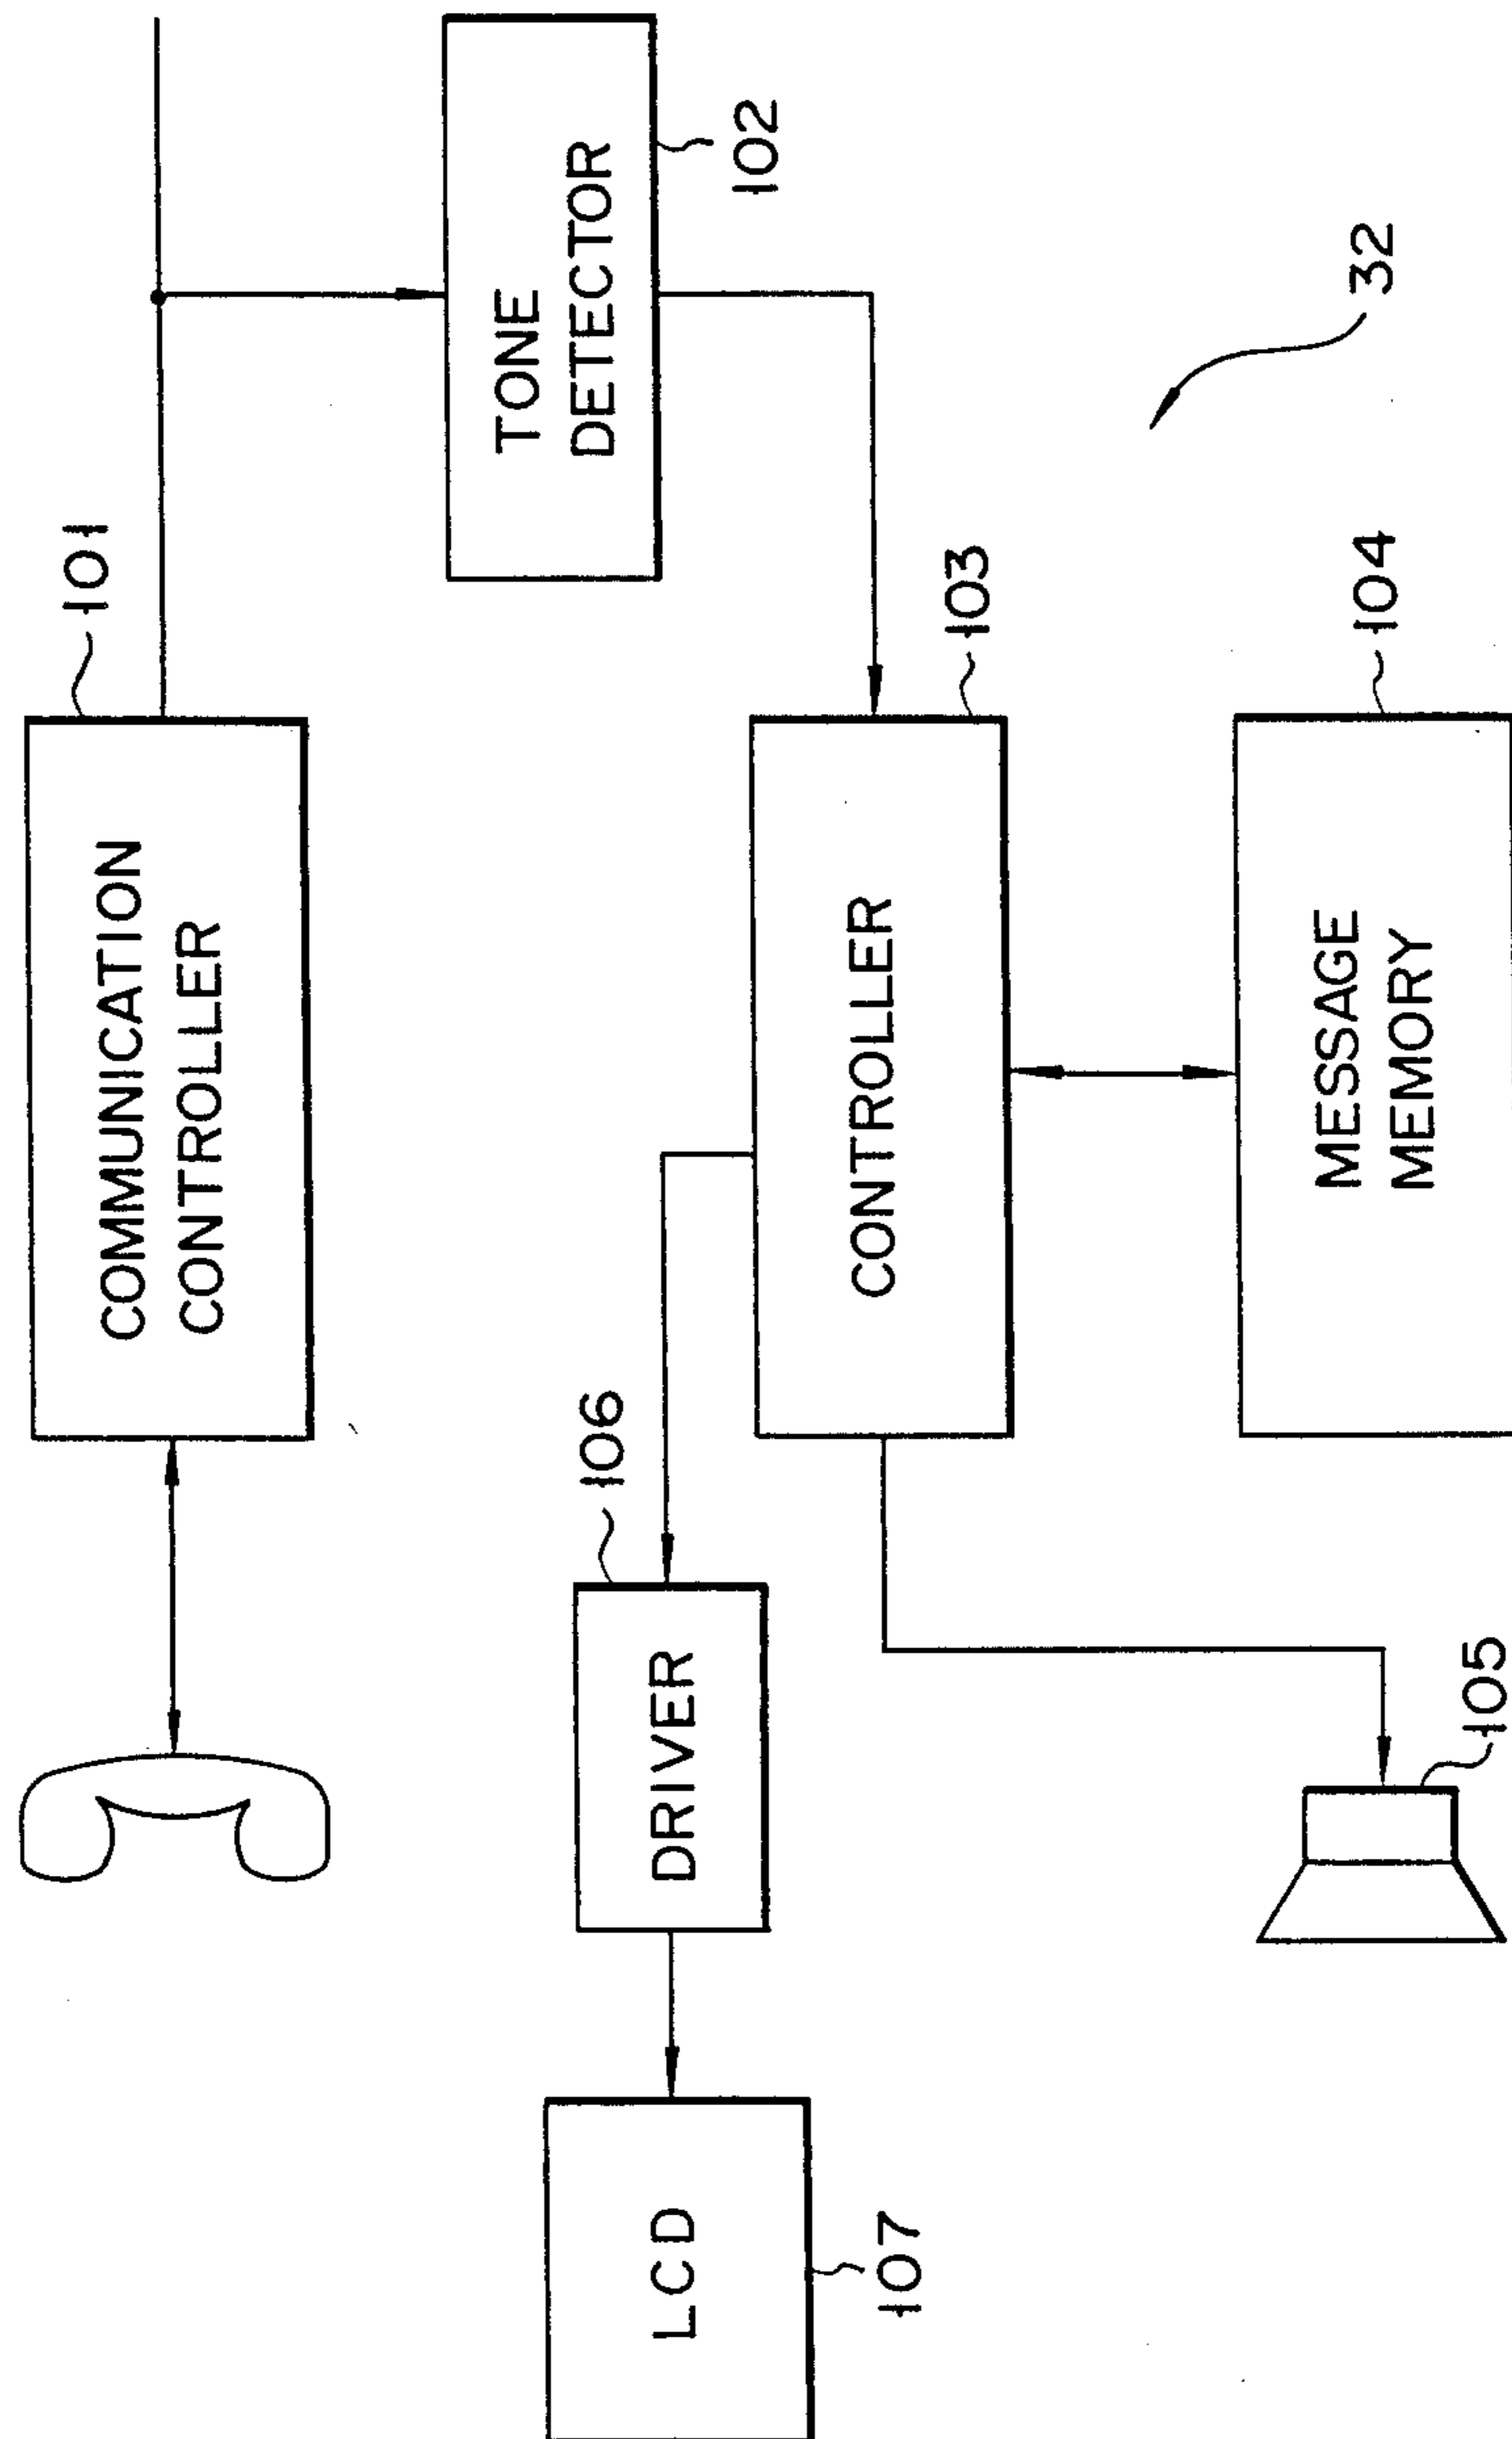 101
COMMUNICATION
CONTROLLER
TONE
DETECTOR
102
106
DRIVER
LCD
107
CONTROLLER
103
32
MESSAGE
MEMORY
104
105